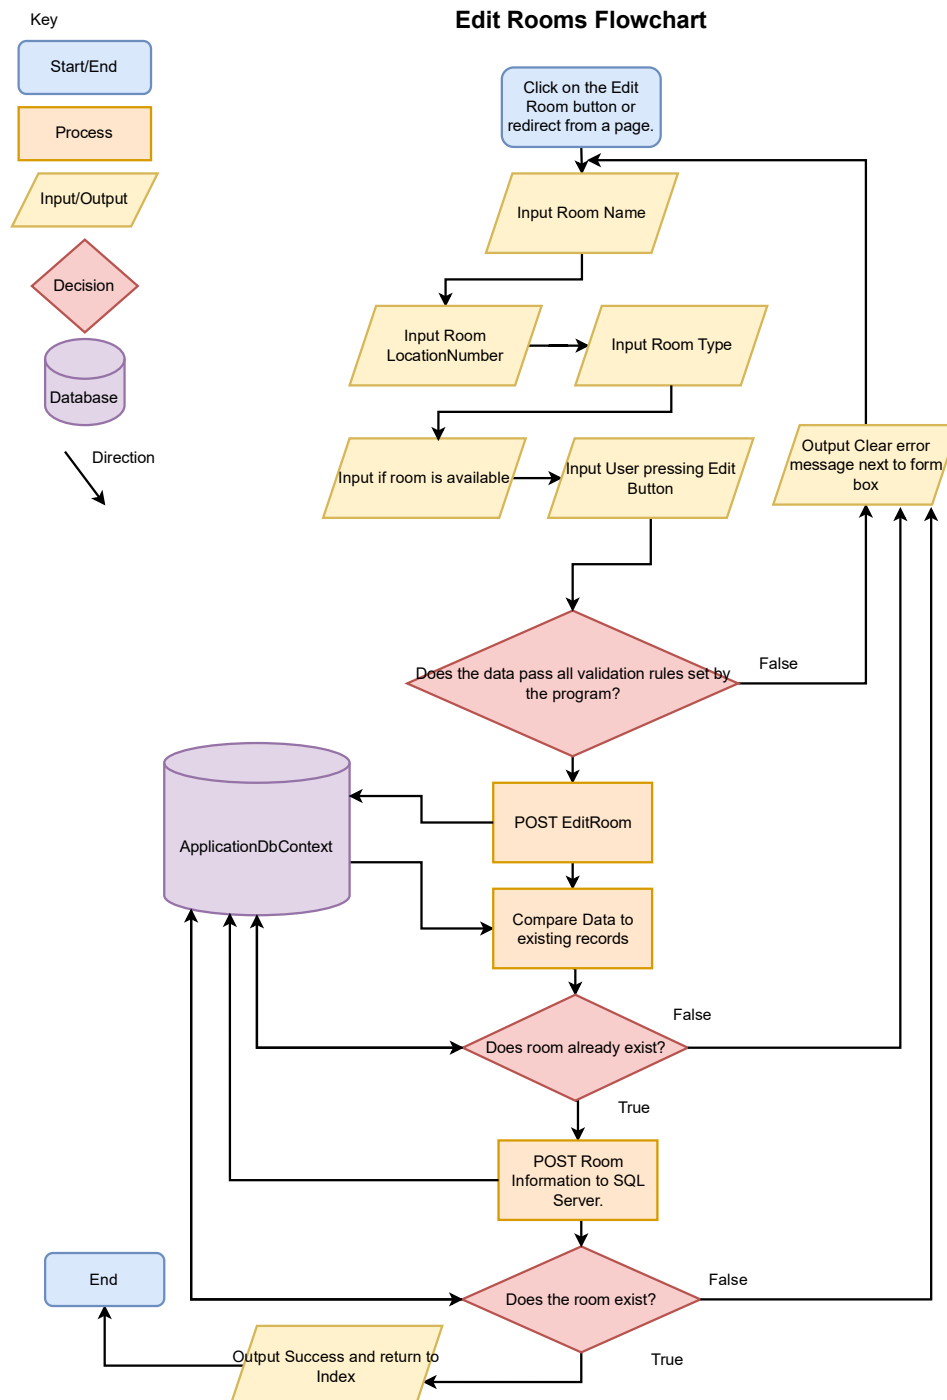 Key
Edit Rooms Flowchart
Start/End
Process
Input/Output
Decision
Database
Direction
Click on the Edit
Room button or
redirect from a page.
Input Room Name
Input Room
LocationNumber
Input Room Type
Input if room is available
Input User pressing Edit
Button
Output Clear error
message next to form
box
Does the data pass all validation rules set by
the program?
False
POST EditRoom
ApplicationDbContext
Compare Data to
existing records
Does room already exist?
False
True
POST Room
Information to SQL
Server.
Does the room exist?
False
True
Output Success and return to
Index
End